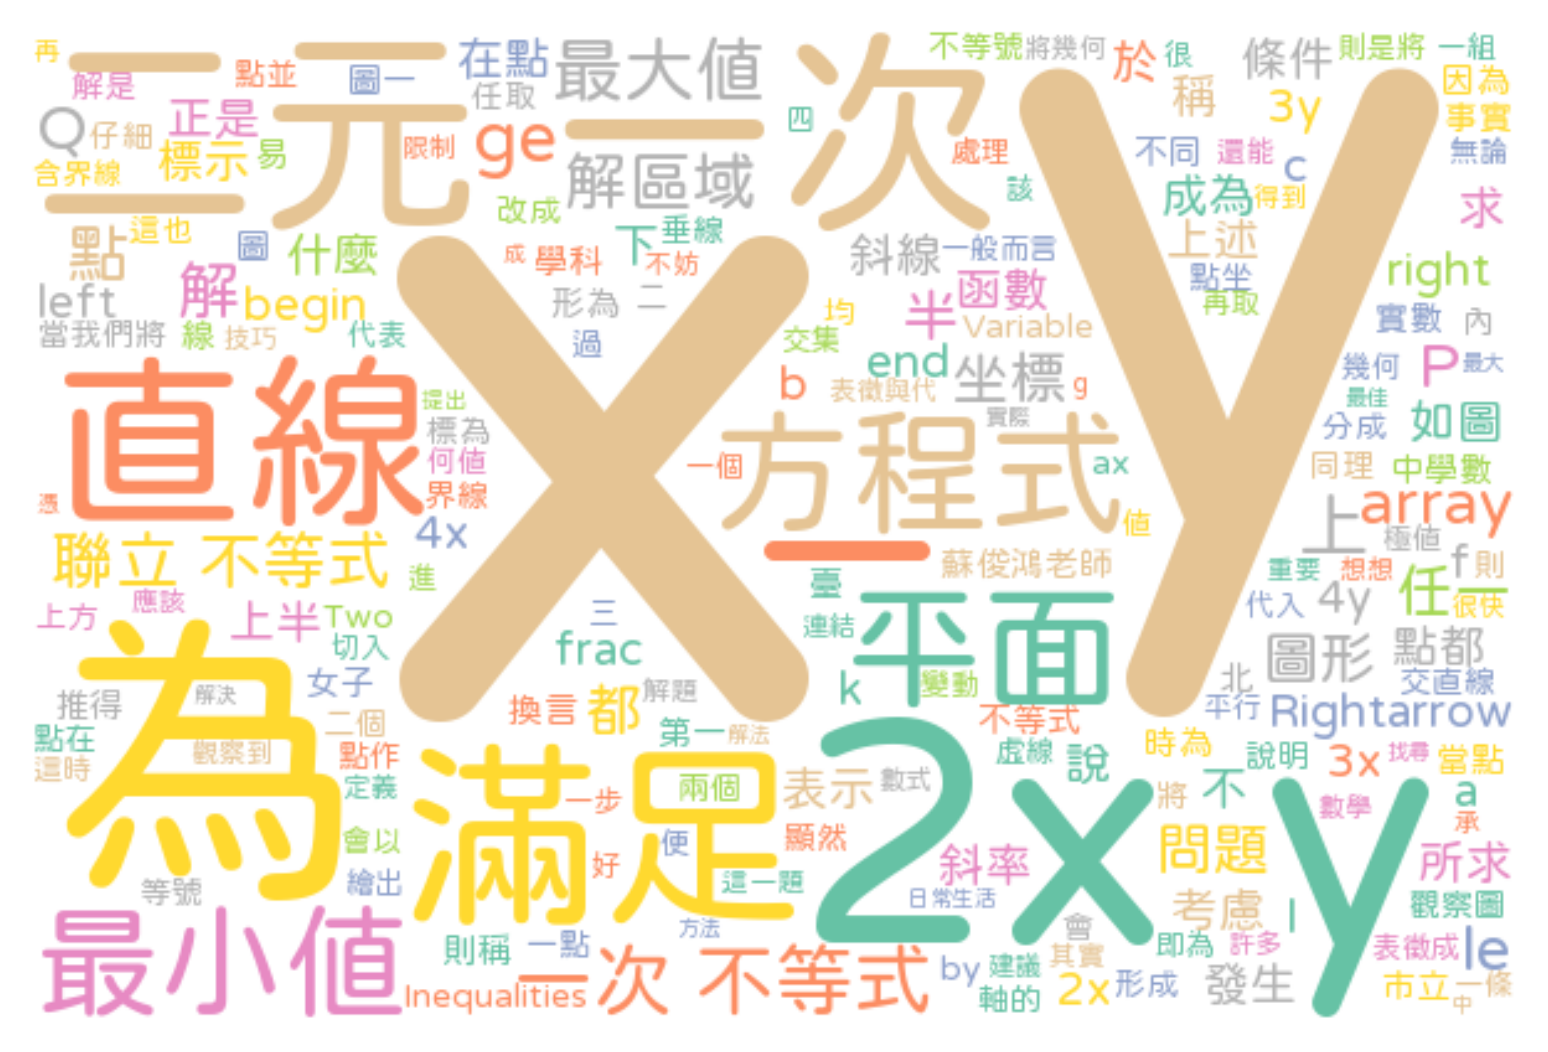 再
解是
點並
圖一
在點
最大值
任取
二元一次
不等號
將幾何
於
很
條件
則是將
一組
稱
3y
因為
事實
Q
仔細
正是
含界線
標示
易
限制
ge
解區域
四
處理
不同
還能
c
無論
該
成為
得到
求
改成
這也
點
圖
什麼
下
垂線
成
學科
不妨
斜線
一般而言
上述
點坐
再取
right
left
解
begin
形為
二
均
半
函數
Variable
實數
內
當我們將
線
技巧
代表
過
交集
end
坐標
幾何
P
最大
x
y
b
表徵與代
g
直線
提出
標為
何值
界線
實際
最佳
分成
如圖
一個
方程式
ax
同理
中學數
憑
4x
值
上
array
極值
聯立 不等式
進
一
蘇俊鴻老師
重要
想想
f
則
臺
上方
應該
上半
Two
切入
三
frac
連結
平面
代入
4y
任一
很快
圖形
點都
為
解決
女子
k
變動
北
交直線
推得
二個
換言
都
解題
不等式
平行
Rightarrow
點在
這時
觀察到
點作
第一
解法
虛線
說
時為
說明
3x
找尋
當點
定義
滿足
一步
兩個
表示
數式
2x
y
將
不
數學
a
承
會以
好
便
顯然
斜率
問題
所求
等號
繪出
這一題
日常生活
考慮
l
觀察圖
最小值
則稱
一點
方法
會
即為
許多
表徵成
le
Inequalities
一次 不等式
by
建議
其實
軸的
2x
形成
發生
市立
一條
中